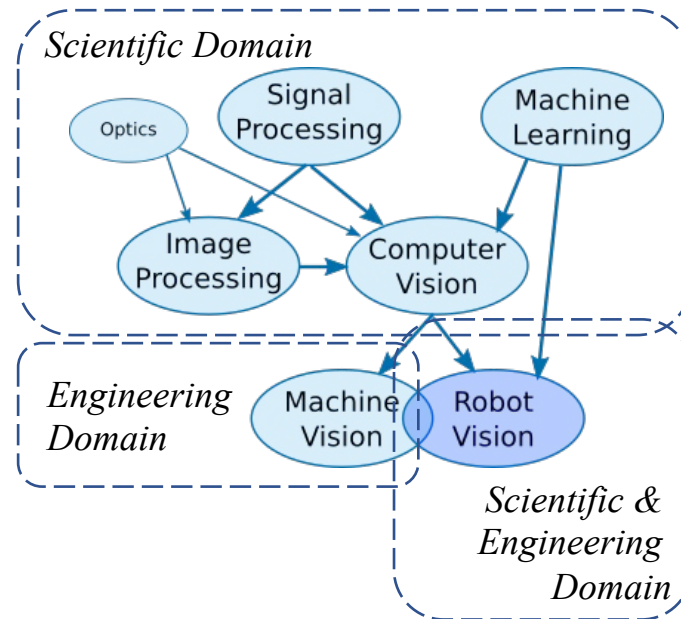 Scientific Domain
Signal
Processing
Machine
Learning
Optics
Image
Processing
Computer
Vision
Engineering
Domain
Machine
Vision
Robot
Vision
Scientific &
Engineering
Domain